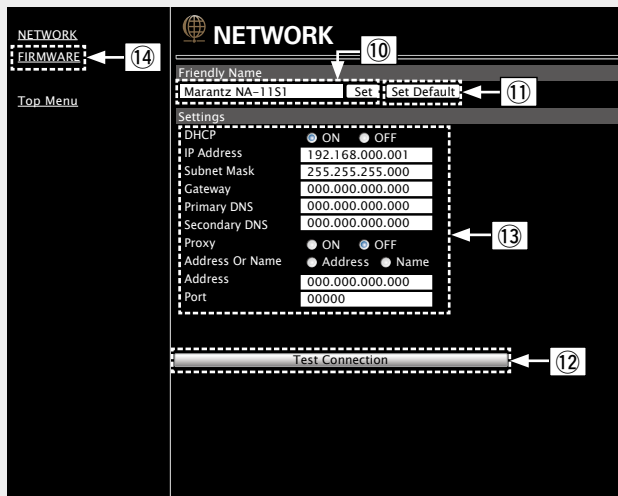 NETWORK
FIRMWARE
⑭
Top Menu
NETWORK
⑩
Friendly Name
Marantz NA-11S1 Set Set Default
⑪
Settings
DHCP ON OFF
IP Address 192.168.000.001
Subnet Mask 255.255.255.000
Gateway 000.000.000.000
Primary DNS 000.000.000.000
Secondary DNS 000.000.000.000
Proxy ON OFF
⑬
Address Or Name Address Name
Address 000.000.000.000
Port 00000
Test Connection
⑫